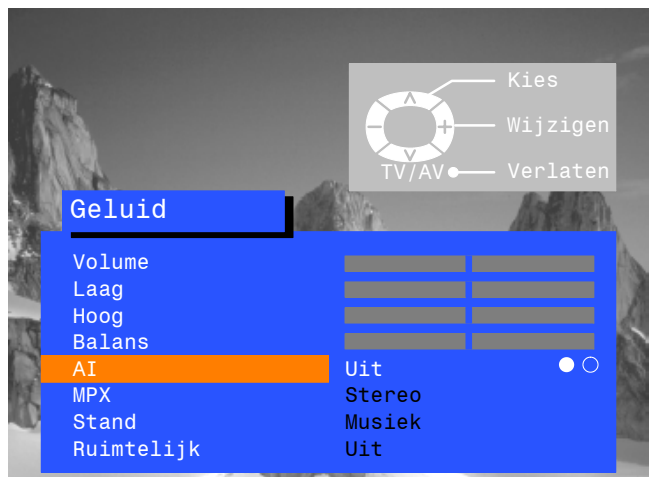 Kies
Wijzigen
TV/AV Verlaten
Geluid
Volume
Laag
Hoog
Balans
AI Uit
MPX Stereo
Stand Musiek
Ruimtelijk Uit